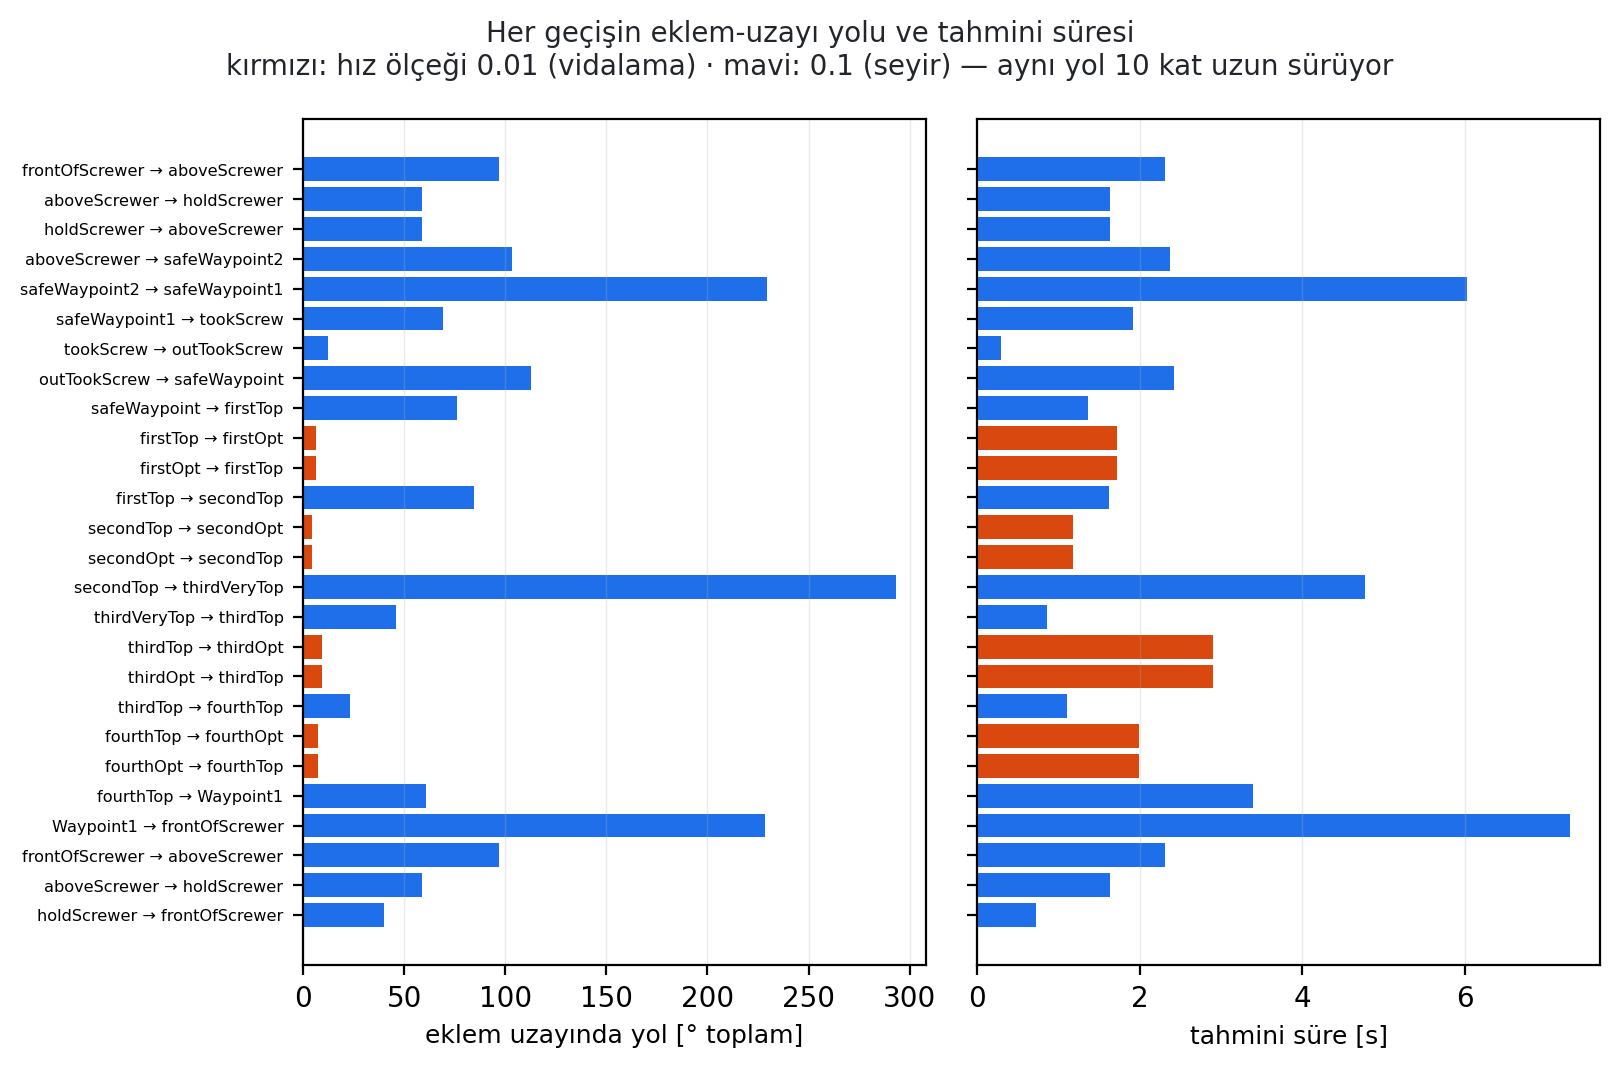 Her geçişin eklem-uzayı yolu ve tahmini süresi
kırmızı: hız ölçeği 0.01 (vidalama) · mavi: 0.1 (seyir) — aynı yol 10 kat uzun sürüyor
frontOfScrewer → aboveScrewer
aboveScrewer → holdScrewer
holdScrewer → aboveScrewer
aboveScrewer → safeWaypoint2
safeWaypoint2 → safeWaypoint1
safeWaypoint1 → tookScrew
tookScrew → outTookScrew
outTookScrew → safeWaypoint
safeWaypoint → firstTop
firstTop → firstOpt
firstOpt → firstTop
firstTop → secondTop
secondTop → secondOpt
secondOpt → secondTop
secondTop → thirdVeryTop
thirdVeryTop → thirdTop
thirdTop → thirdOpt
thirdOpt → thirdTop
thirdTop → fourthTop
fourthTop → fourthOpt
fourthOpt → fourthTop
fourthTop → Waypoint1
Waypoint1 → frontOfScrewer
frontOfScrewer → aboveScrewer
aboveScrewer → holdScrewer
holdScrewer → frontOfScrewer
0 50 100 150 200 250 300
eklem uzayında yol [° toplam]
0 2 4 6
tahmini süre [s]